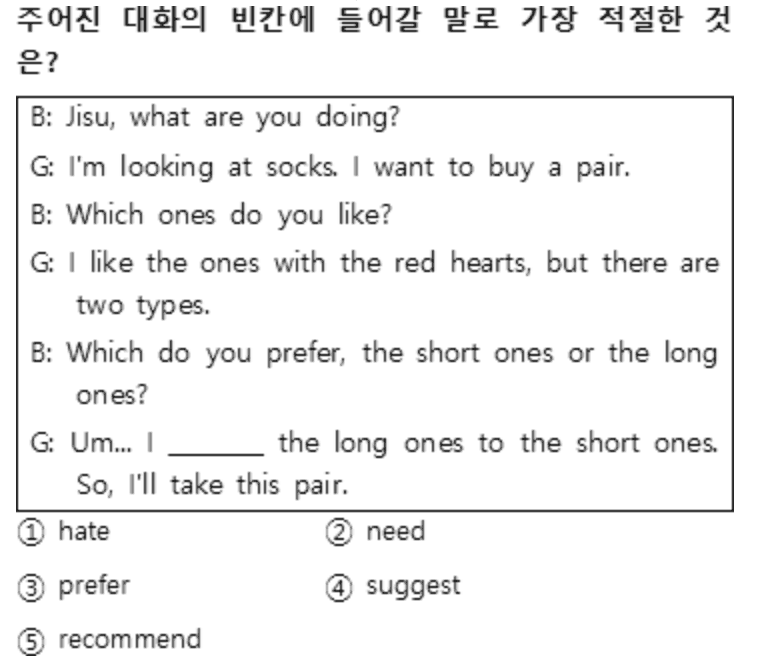 주어진 대화의 빈칸에 들어갈 말로 가장 적절한 것
은?
B: Jisu, what are you doing?
G: I'm looking at socks. I want to buy a pair.
B: Which ones do you like?
G: I like the ones with the red hearts, but there are
two types.
B: Which do you prefer, the short ones or the long
ones?
G: Um... I ______ the long ones to the short ones.
So, I'll take this pair.
① hate ② need
③ prefer ④ suggest
⑤ recommend